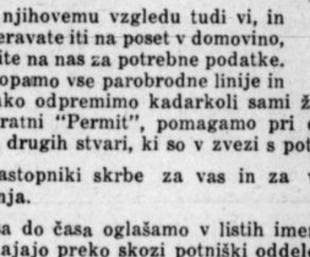 njihovemu vzgledu tudi vi, in
eravate iti na poset v domovino,
ite na nas za potrebne podatke.
opamo vse parobrodne linije in
ko odpremimo kadarkoli sami ž
ratni “Permit”, pomagamo pri
drugih stvari, ki so v zvezi s pot
astopniki skrbe za vas in za
nja.
a do časa oglašamo v listih ime
ajajo preko skozi potniški oddel